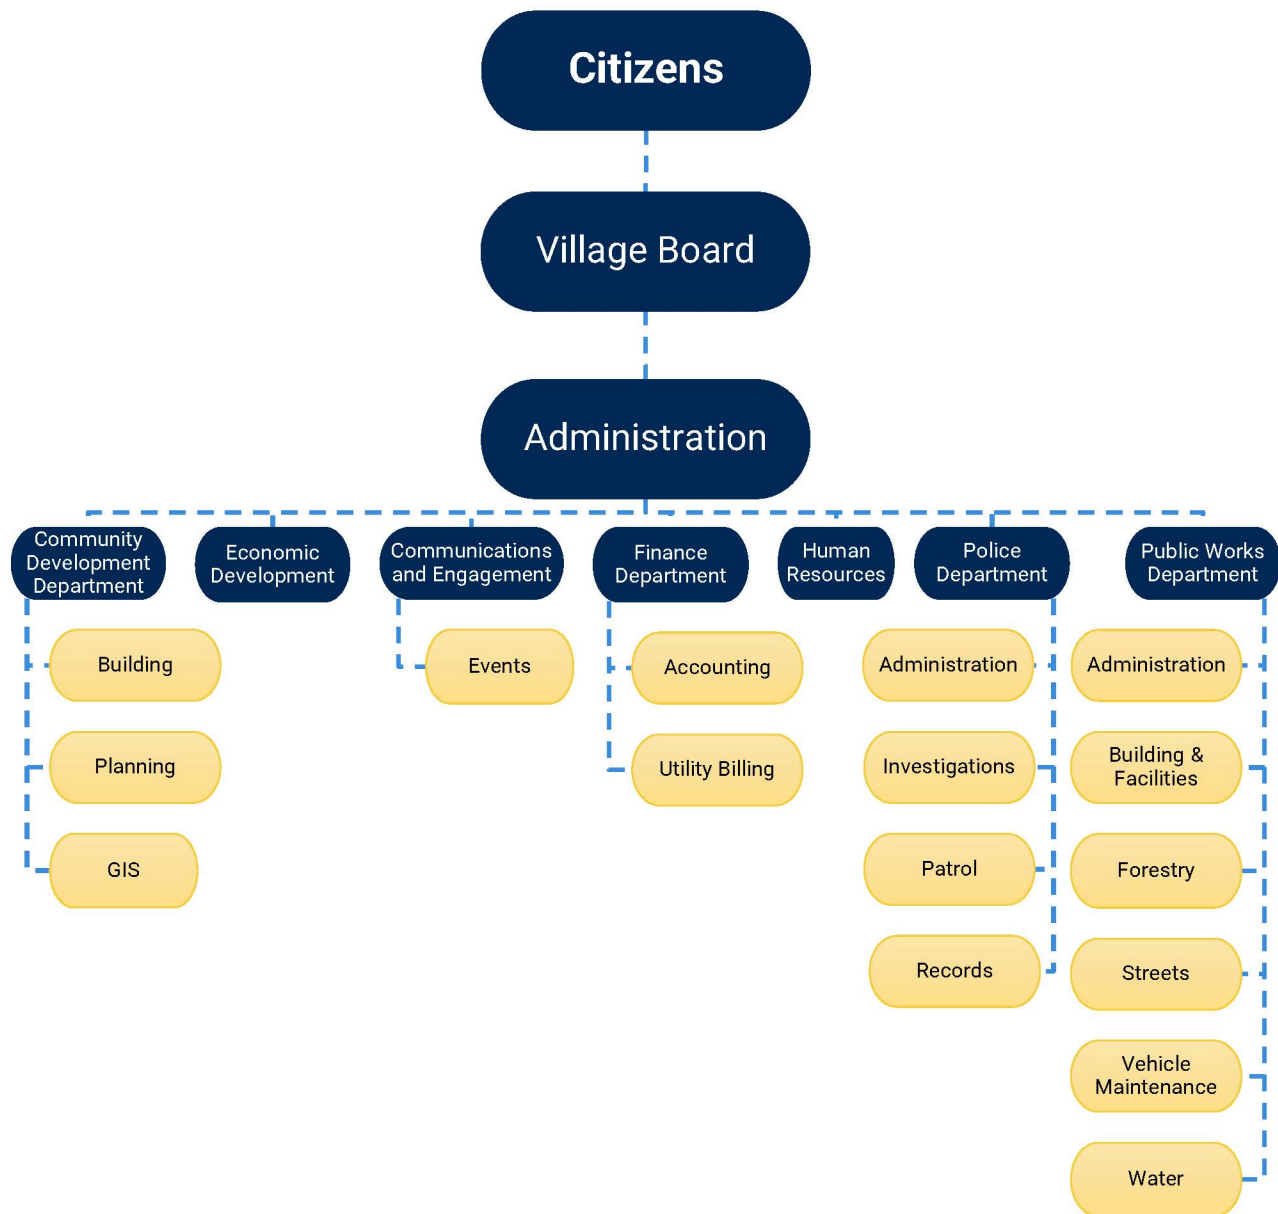 Citizens
Village Board
Administration
Community
Development
Department
Economic
Development
Communications
and Engagement
Finance
Department
Human
Resources
Police
Department
Public Works
Department
Building
Planning
GIS
Events
Accounting
Utility Billing
Administration
Investigations
Patrol
Records
Administration
Building &
Facilities
Forestry
Streets
Vehicle
Maintenance
Water